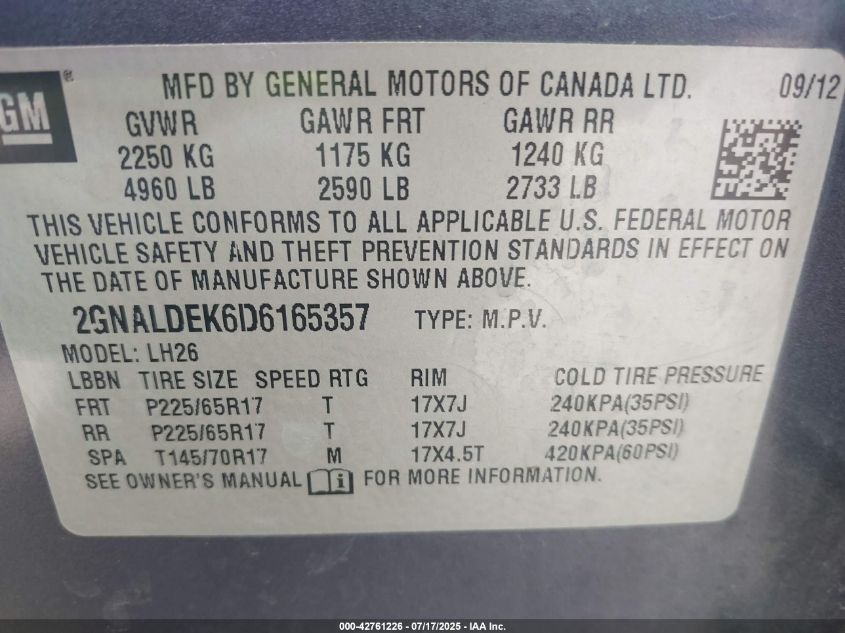 GM ® MFD BY GENERAL MOTORS OF CANADA LTD. 09/12
GVWR GAWR FRT GAWR RR
2250 KG 1175 KG 1240 KG
4960 LB 2590 LB 2733 LB
THIS VEHICLE CONFORMS TO ALL APPLICABLE U.S. FEDERAL MOTOR
VEHICLE SAFETY AND THEFT PREVENTION STANDARDS IN EFFECT ON
THE DATE OF MANUFACTURE SHOWN ABOVE.
2GNALDEK6D6165357 TYPE: M.P.V.
MODEL: LH26
LBBN TIRE SIZE SPEED RTG RIM COLD TIRE PRESSURE
FRT P225/65R17 T 17X7J 240KPA(35PSI)
RR P225/65R17 T 17X7J 240KPA(35PSI)
SPA T145/70R17 M 17X4.5T 420KPA(60PSI)
SEE OWNER'S MANUAL i FOR MORE INFORMATION.
000-42761226 - 07/17/2025 - IAA Inc.